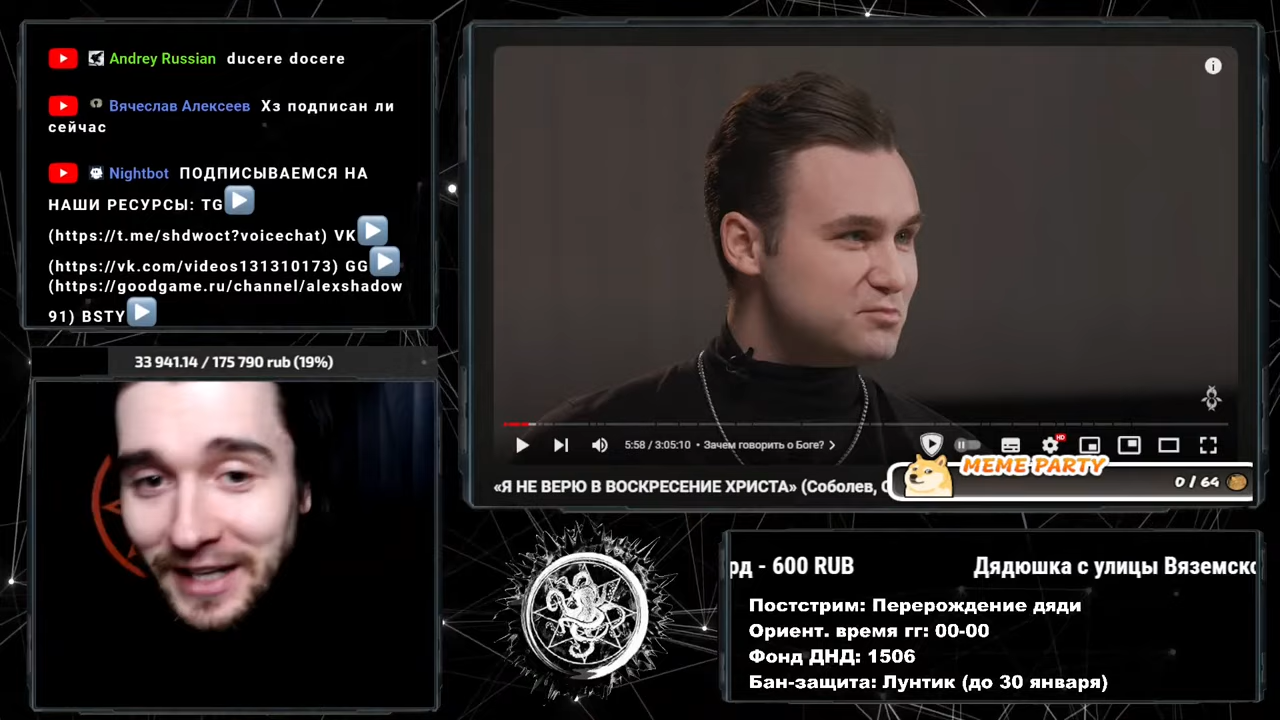 Andrey Russian ducere docere
Вячеслав Алексеев Хз подписан ли
сейчас
Nightbot ПОДПИСЫВАЕМСЯ НА
НАШИ РЕСУРСЫ: TG
(https://t.me/shdwoct?voicechat) VK
(https://vk.com/videos131310173) GG
(https://goodgame.ru/channel/alexshadow
91) BSTY
33 941.14 / 175 790 rub (19%)
5:58 / 3:05:10 • Зачем говорить о Боге?
HD
MEME PARTY
0 / 64
«Я НЕ ВЕРЮ В ВОСКРЕСЕНИЕ ХРИСТА» (Соболев,
рд - 600 RUB
Дядюшка с улицы Вяземско
Постстрим: Перерождение дяди
Ориент. время гг: 00-00
Фонд ДНД: 1506
Бан-защита: Лунтик (до 30 января)